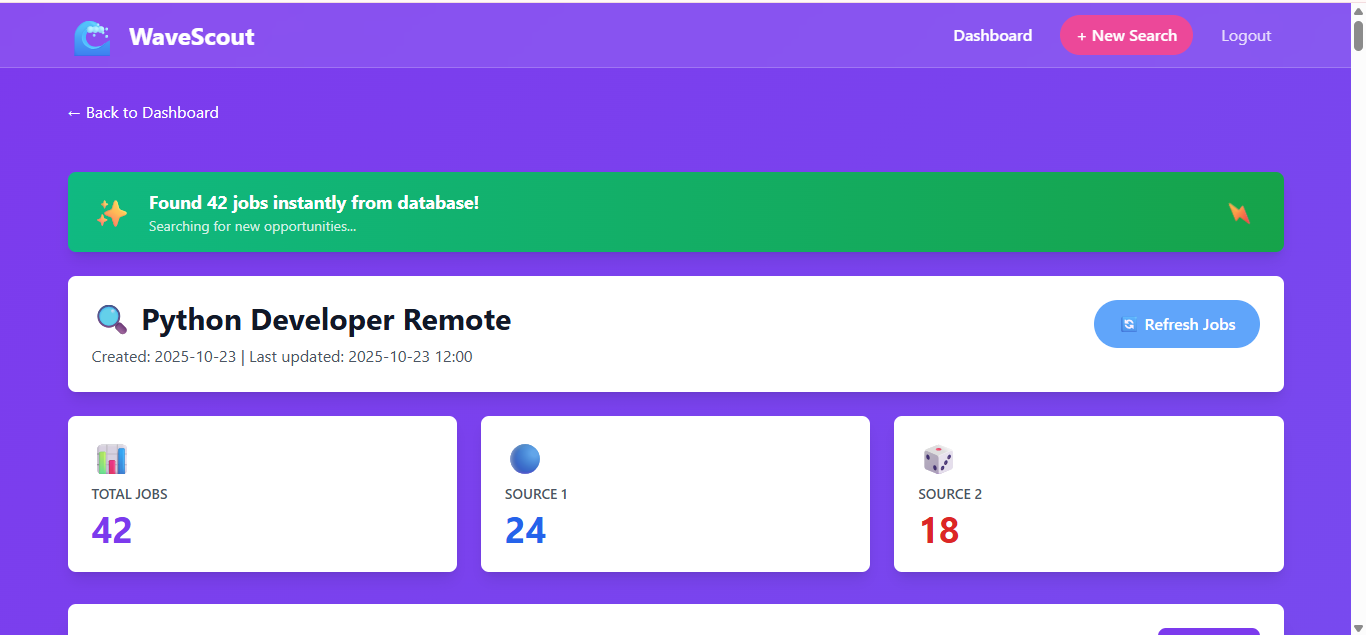 WaveScout
Dashboard
+ New Search
Logout
← Back to Dashboard
Found 42 jobs instantly from database!
Searching for new opportunities...
Python Developer Remote
Refresh Jobs
Created: 2025-10-23 | Last updated: 2025-10-23 12:00
TOTAL JOBS
42
SOURCE 1
24
SOURCE 2
18